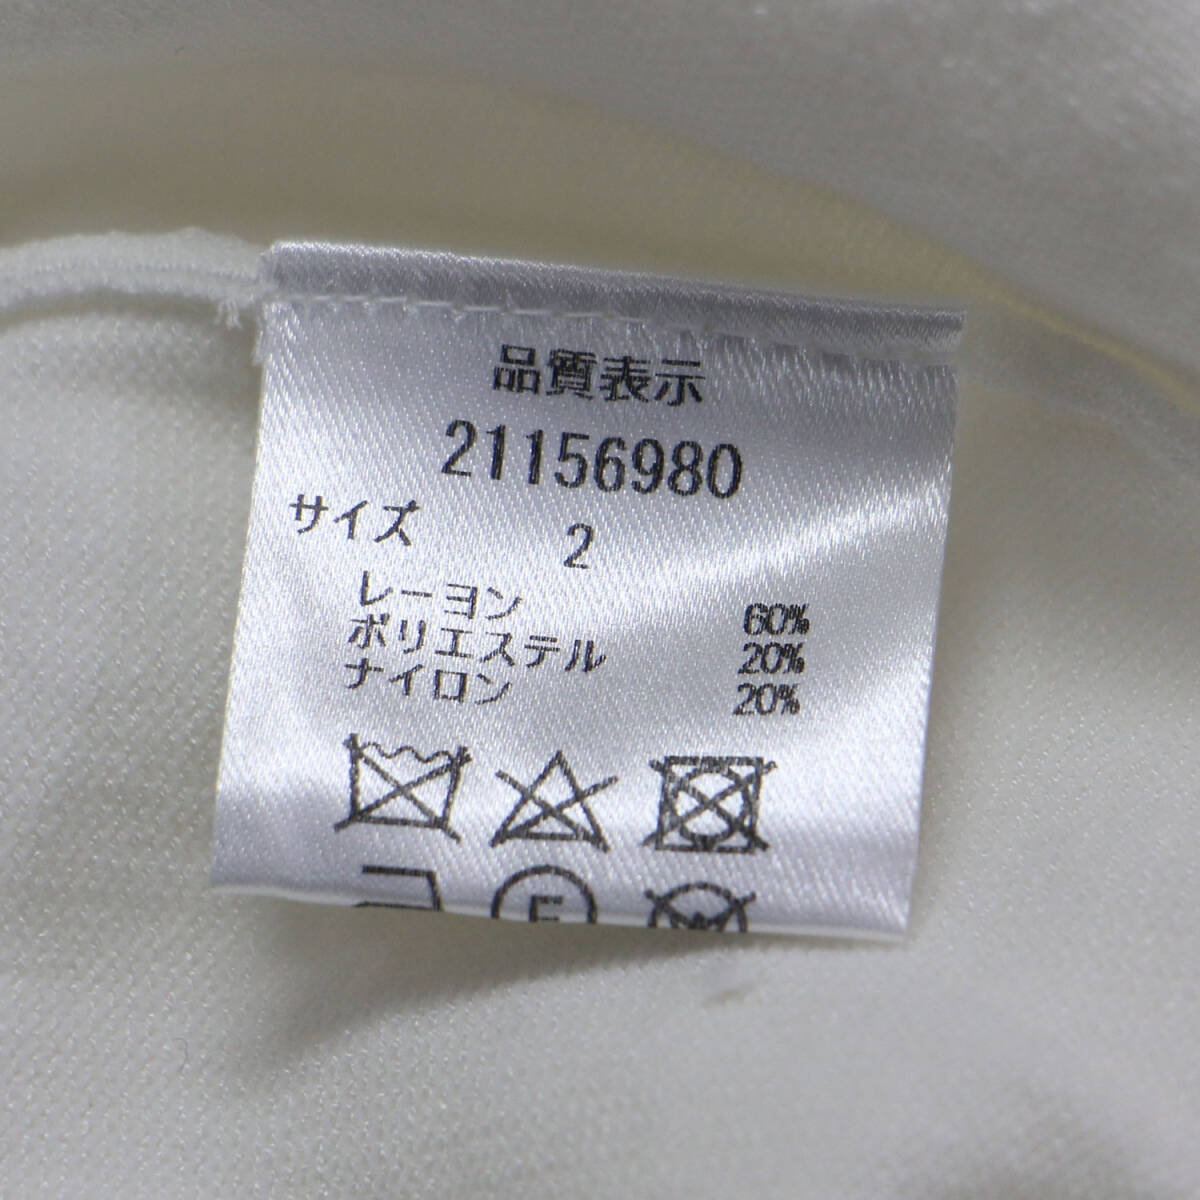 品質表示
21156980
サイズ 2
レーヨン 60%
ポリエステル 20%
ナイロン 20%
F